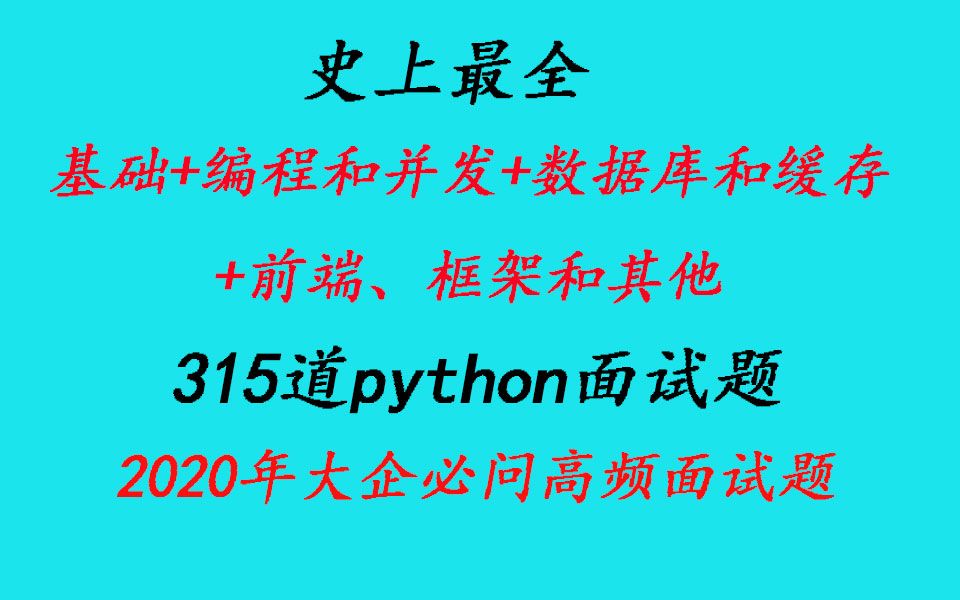 史上最全
基础+编程和并发+数据库和缓存
+前端、框架和其他
315道python面试题
2020年大企必问高频面试题